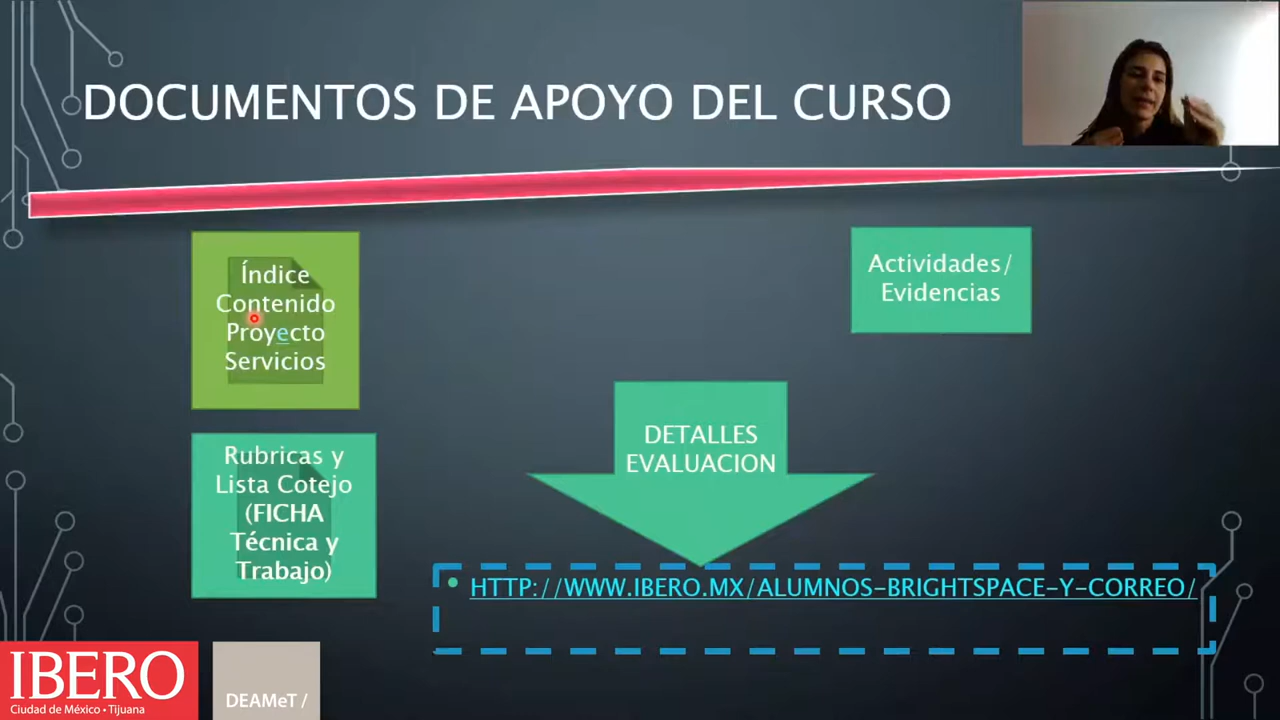 DOCUMENTOS DE APOYO DEL CURSO
Índice
Contenido
Proyecto
Servicios
Actividades/
Evidencias
Rubricas y
Lista Cotejo
(FICHA
Técnica y
Trabajo)
DETALLES
EVALUACION
• HTTP://WWW.IBERO.MX/ALUMNOS-BRIGHTSPACE-Y-CORREO/
IBERO
Ciudad de México • Tijuana
DEAMeT /